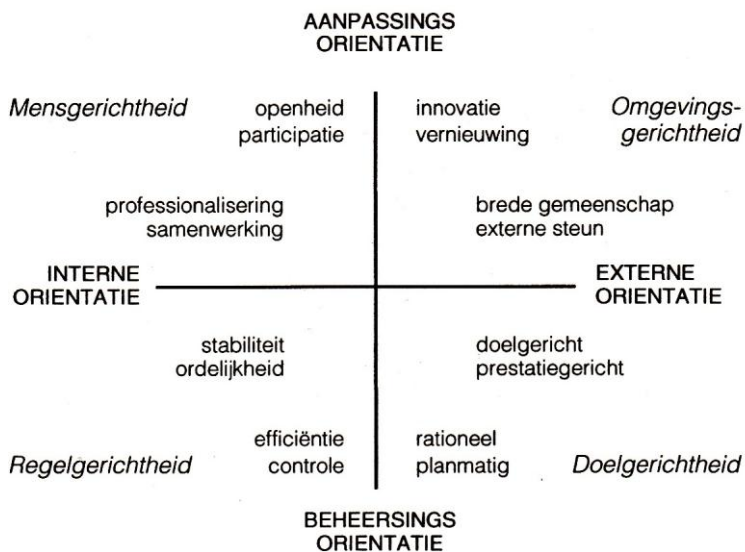 AANPASSINGS
ORIENTATIE
Mensgerichtheid
openheid
participatie
innovatie
vernieuwing
Omgevings-
gerichtheid
professionalisering
samenwerking
brede gemeenschap
externe steun
INTERNE
ORIENTATIE
EXTERNE
ORIENTATIE
stabiliteit
ordelijkheid
doelgericht
prestatiegericht
Regelgerichtheid
efficiëntie
controle
rationeel
planmatig
Doelgerichtheid
BEHEERSINGS
ORIENTATIE